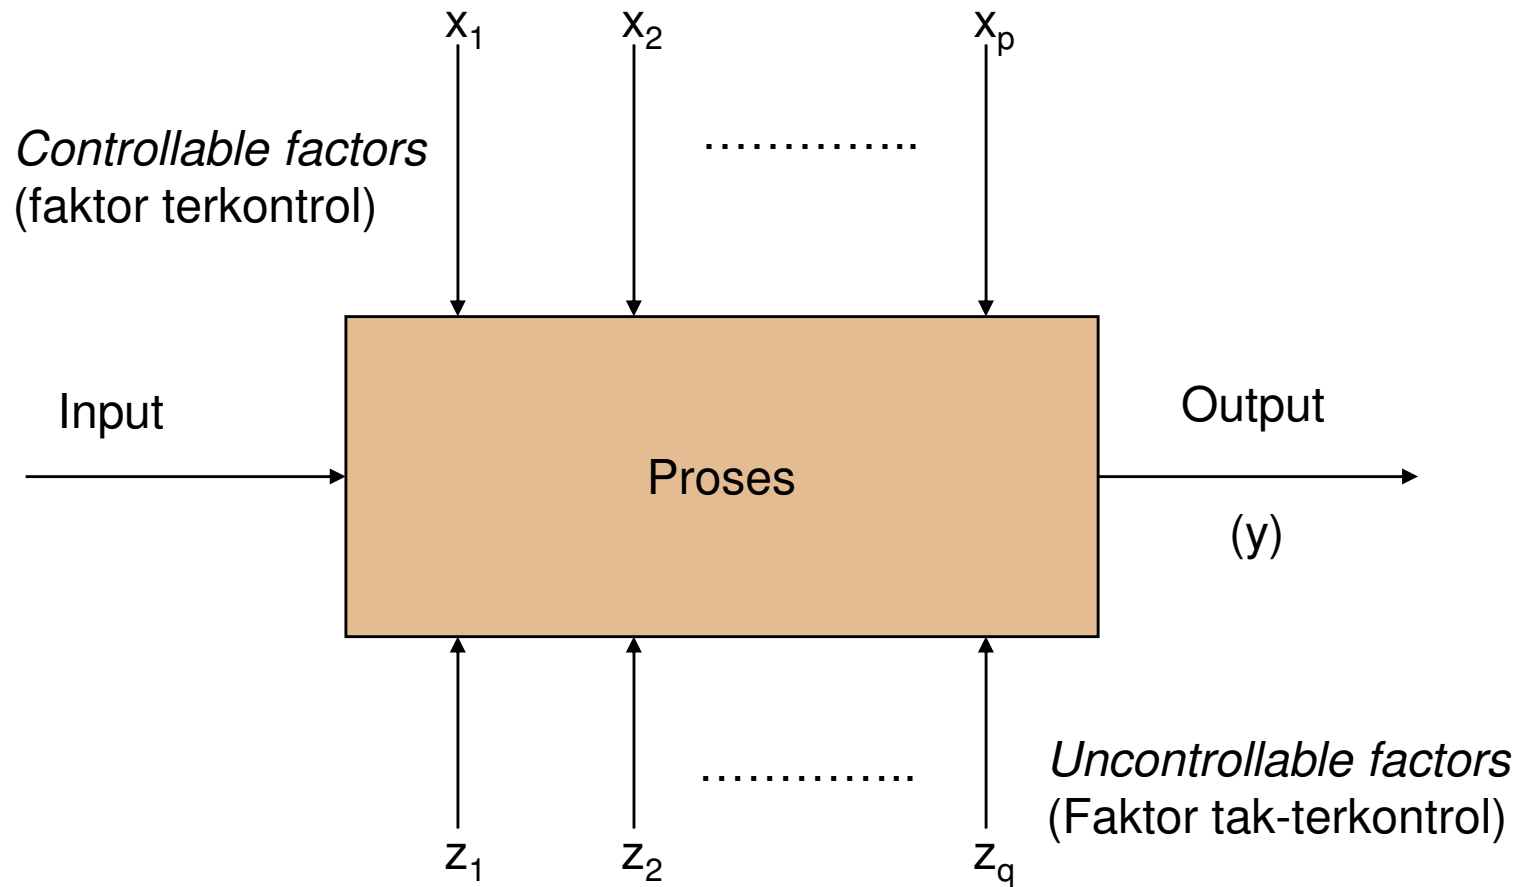 x1 x2 xp
Controllable factors
(faktor terkontrol)
…………..
Input
Proses
Output
(y)
…………..
Uncontrollable factors
(Faktor tak-terkontrol)
z1 z2 zq